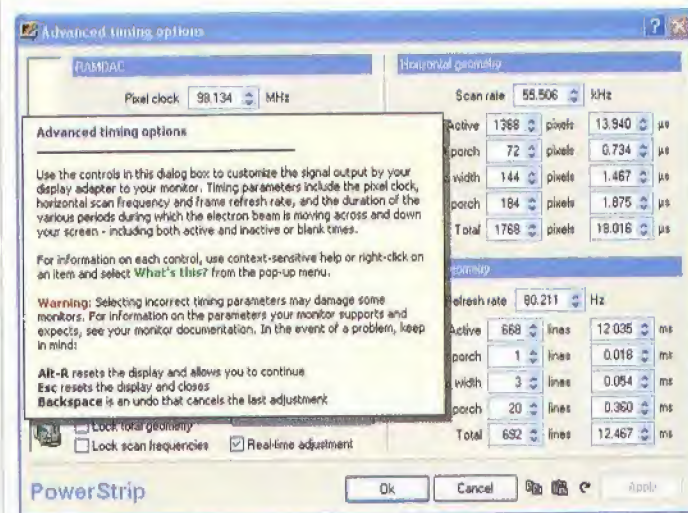 Advanced timing options
RAMDAC
Pixel clock 98.134 MHz
Advanced timing options
Use the controls in this dialog box to customize the signal output by your
display adapter to your monitor. Timing parameters include the pixel clock,
horizontal scan frequency and frame refresh rate, and the duration of the
various periods during which the electron beam is moving across and down
your screen - including both active and inactive or blank times.
For information on each control, use context-sensitive help or right-click on
an item and select What's this? from the pop-up menu.
Warning: Selecting incorrect timing parameters may damage some
monitors. For information on the parameters your monitor supports and
expects, see your monitor documentation. In the event of a problem, keep
in mind:
Alt-R resets the display and allows you to continue
Esc resets the display and closes
Backspace is an undo that cancels the last adjustment
Lock total geometry
Lock scan frequencies Real-time adjustment
Horizontal geometry
Scan rate 55.506 kHz
Active 1368 pixels 13.940 µs
porch 72 pixels 0.734 µs
width 144 pixels 1.467 µs
porch 184 pixels 1.875 µs
Total 1768 pixels 18.016 µs
geometry
Refresh rate 80.211 Hz
Active 668 lines 12.035 ms
porch 1 lines 0.018 ms
width 3 lines 0.054 ms
porch 20 lines 0.360 ms
Total 692 lines 12.467 ms
PowerStrip
Ok Cancel Apply